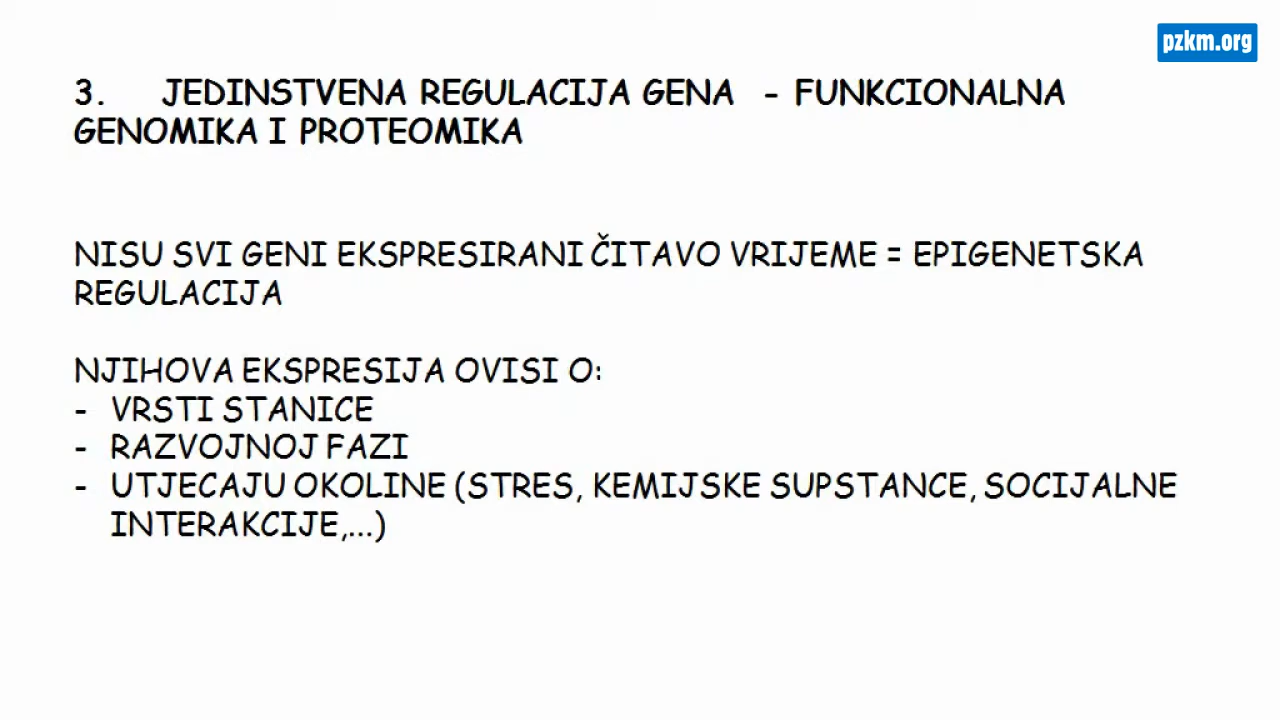 pzkm.org
3. JEDINSTVENA REGULACIJA GENA - FUNKCIONALNA
GENOMIKA I PROTEOMIKA
NISU SVI GENI EKSPRESIRANI ČITAVO VRIJEME = EPIGENETSKA
REGULACIJA
NJIHOVA EKSPRESIJA OVISI O:
- VRSTI STANICE
- RAZVOJNOJ FAZI
- UTJECAJU OKOLINE (STRES, KEMIJSKE SUPSTANCE, SOCIJALNE
INTERAKCIJE,...)